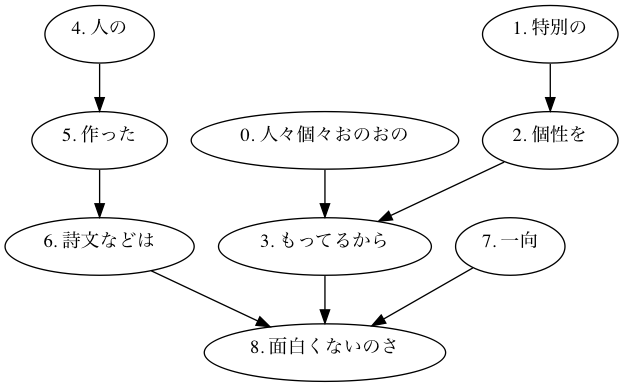 4. 人の
1. 特別の
5. 作った
0. 人々個々おのおの
2. 個性を
6. 詩文などは
3. もってるから
7. 一向
8. 面白くないのさ